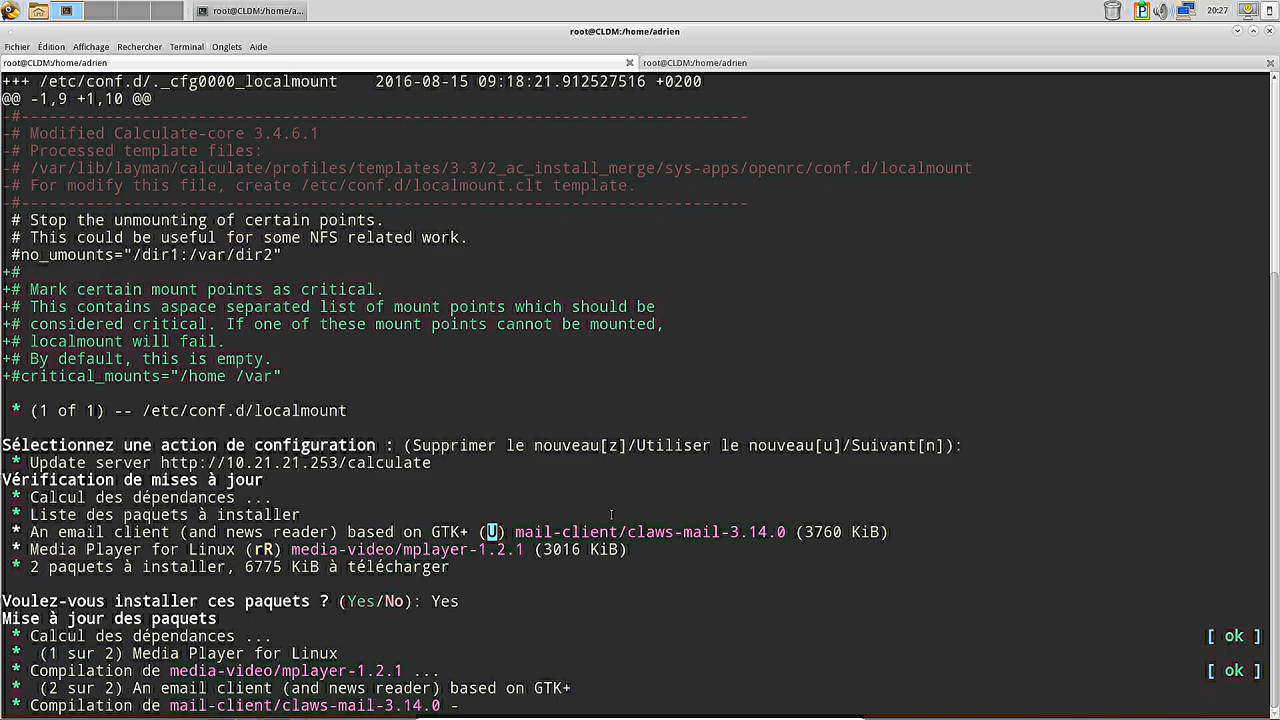 root@CLDM:/home/a...
20:27
root@CLDM:/home/adrien
Fichier Édition Affichage Rechercher Terminal Onglets Aide
root@CLDM:/home/adrien
root@CLDM:/home/adrien
+++ /etc/conf.d/._cfg0000_localmount 2016-08-15 09:18:21.912527516 +0200
@@ -1,9 +1,10 @@
-#------------------------------------------------------------------------------
-# Modified Calculate-core 3.4.6.1
-# Processed template files:
-# /var/lib/layman/calculate/profiles/templates/3.3/2_ac_install_merge/sys-apps/openrc/conf.d/localmount
-# For modify this file, create /etc/conf.d/localmount.clt template.
-#------------------------------------------------------------------------------
# Stop the unmounting of certain points.
# This could be useful for some NFS related work.
#no_umounts="/dir1:/var/dir2"
+#
+# Mark certain mount points as critical.
+# This contains aspace separated list of mount points which should be
+# considered critical. If one of these mount points cannot be mounted,
+# localmount will fail.
+# By default, this is empty.
+#critical_mounts="/home /var"
* (1 of 1) -- /etc/conf.d/localmount
Sélectionnez une action de configuration : (Supprimer le nouveau[z]/Utiliser le nouveau[u]/Suivant[n]):
* Update server http://10.21.21.253/calculate
Vérification de mises à jour
* Calcul des dépendances ...
* Liste des paquets à installer
* An email client (and news reader) based on GTK+ (U) mail-client/claws-mail-3.14.0 (3760 KiB)
* Media Player for Linux (rR) media-video/mplayer-1.2.1 (3016 KiB)
* 2 paquets à installer, 6775 KiB à télécharger
Voulez-vous installer ces paquets ? (Yes/No): Yes
Mise à jour des paquets
* Calcul des dépendances ... [ ok ]
* (1 sur 2) Media Player for Linux
* Compilation de media-video/mplayer-1.2.1 ... [ ok ]
* (2 sur 2) An email client (and news reader) based on GTK+
* Compilation de mail-client/claws-mail-3.14.0 -